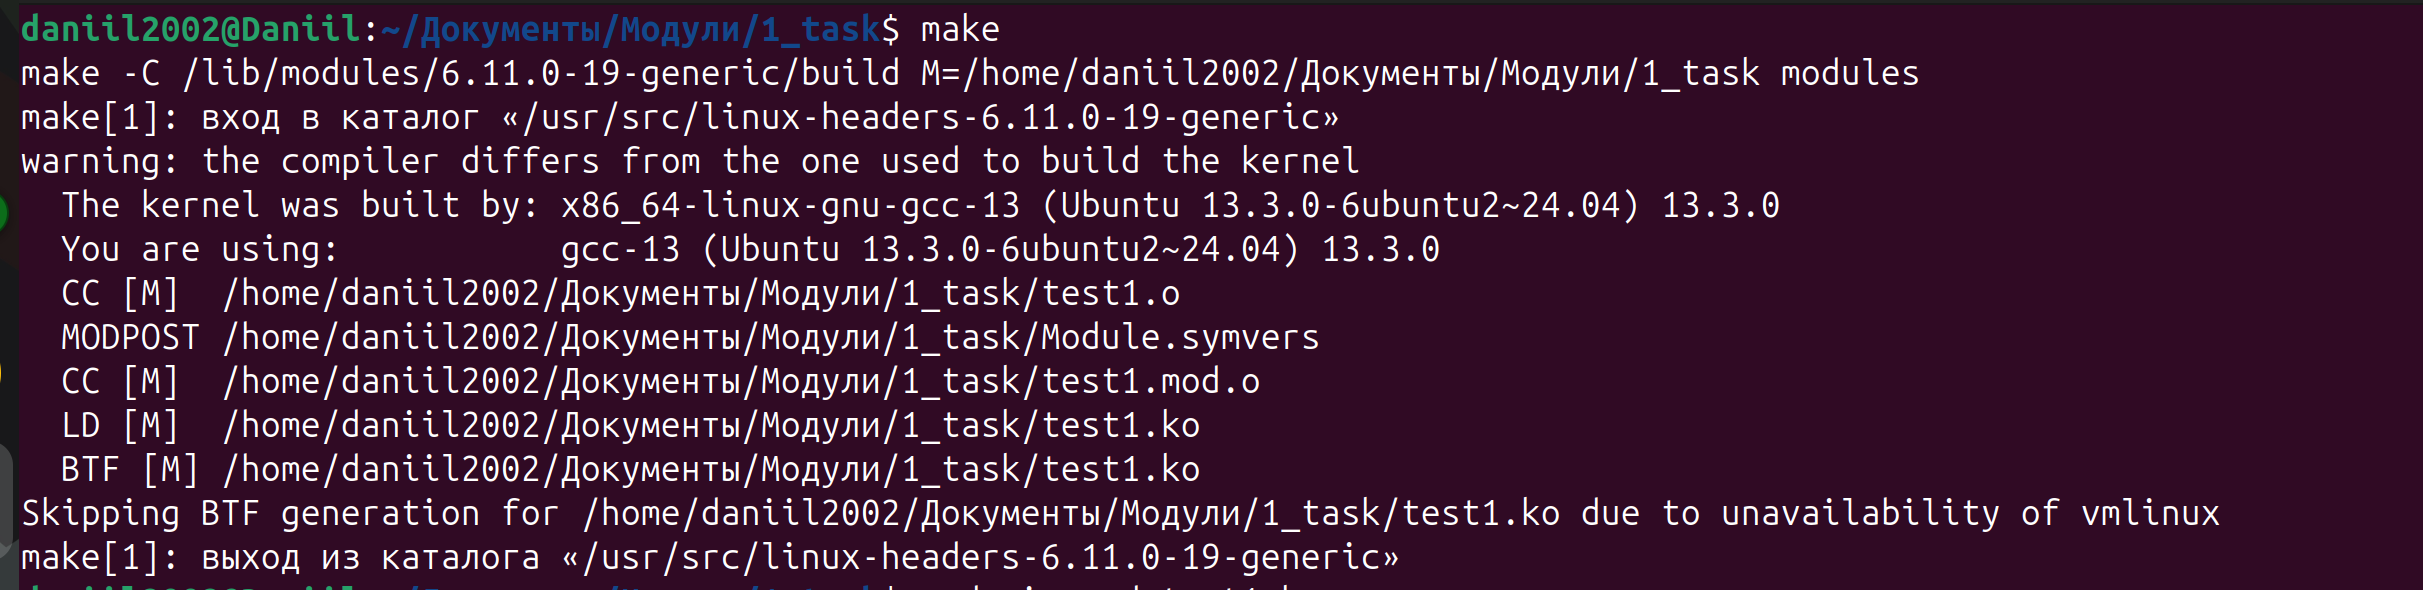 daniil2002@Daniil:~/Документы/Модули/1_task$ make
make -C /lib/modules/6.11.0-19-generic/build M=/home/daniil2002/Документы/Модули/1_task modules
make[1]: вход в каталог «/usr/src/linux-headers-6.11.0-19-generic»
warning: the compiler differs from the one used to build the kernel
  The kernel was built by: x86_64-linux-gnu-gcc-13 (Ubuntu 13.3.0-6ubuntu2~24.04) 13.3.0
  You are using:           gcc-13 (Ubuntu 13.3.0-6ubuntu2~24.04) 13.3.0
  CC [M]  /home/daniil2002/Документы/Модули/1_task/test1.o
  MODPOST /home/daniil2002/Документы/Модули/1_task/Module.symvers
  CC [M]  /home/daniil2002/Документы/Модули/1_task/test1.mod.o
  LD [M]  /home/daniil2002/Документы/Модули/1_task/test1.ko
  BTF [M] /home/daniil2002/Документы/Модули/1_task/test1.ko
Skipping BTF generation for /home/daniil2002/Документы/Модули/1_task/test1.ko due to unavailability of vmlinux
make[1]: выход из каталога «/usr/src/linux-headers-6.11.0-19-generic»